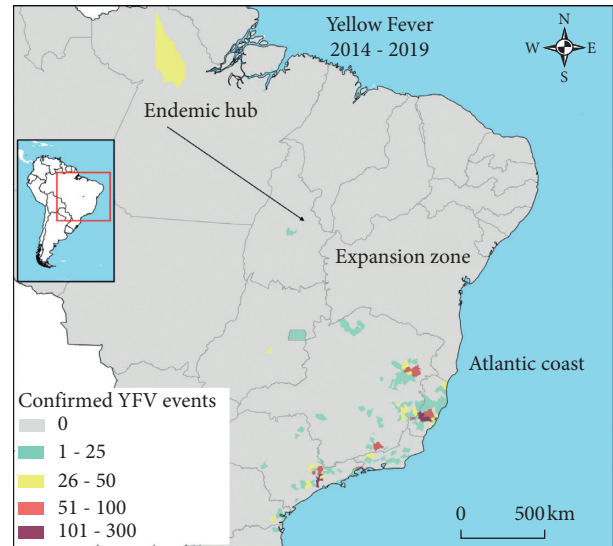 Yellow Fever
2014 - 2019
N
W E
S
Endemic hub
Expansion zone
Atlantic coast
Confirmed YFV events
0
1 - 25
26 - 50
51 - 100
101 - 300
0 500 km